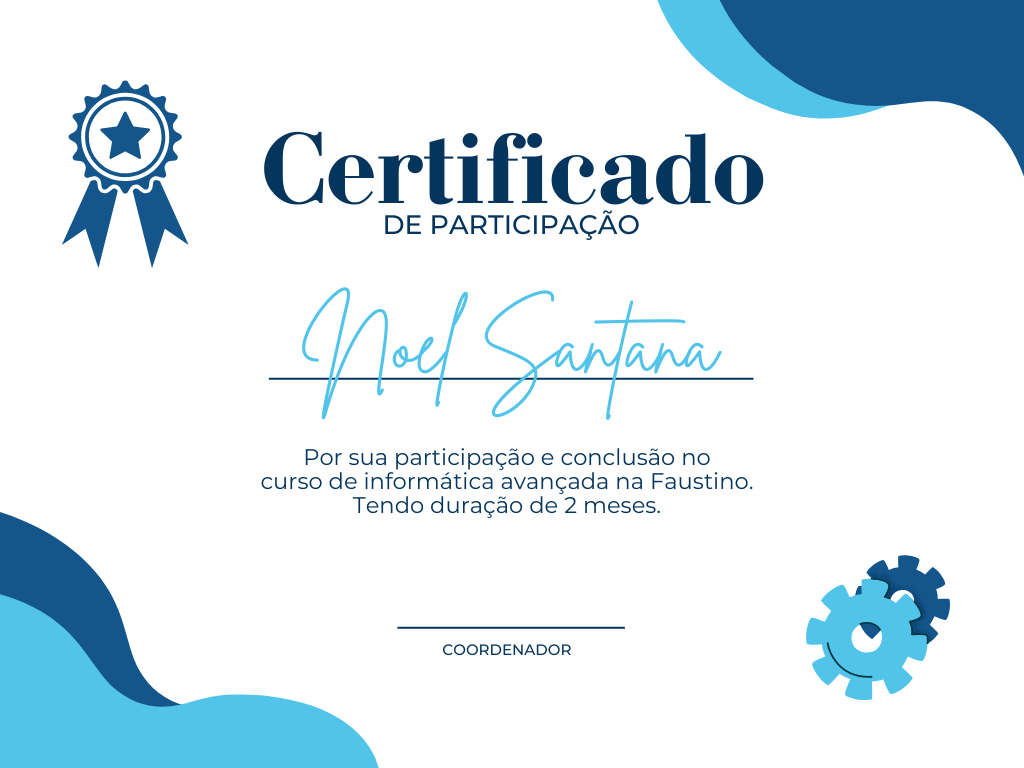 Certificado
DE PARTICIPAÇÃO
Noel Santana
Por sua participação e conclusão no
curso de informática avançada na Faustino.
Tendo duração de 2 meses.
COORDENADOR